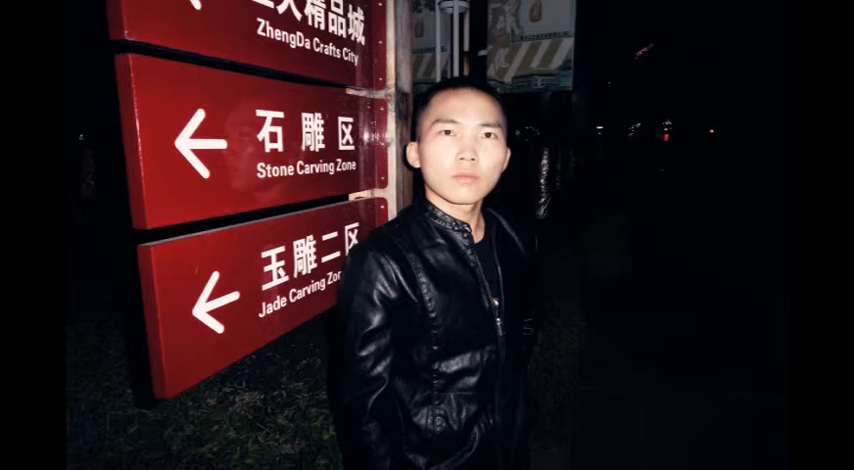 精品城
ZhengDa Crafts City
石雕区
Stone Carving Zone
玉雕二区
Jade Carving